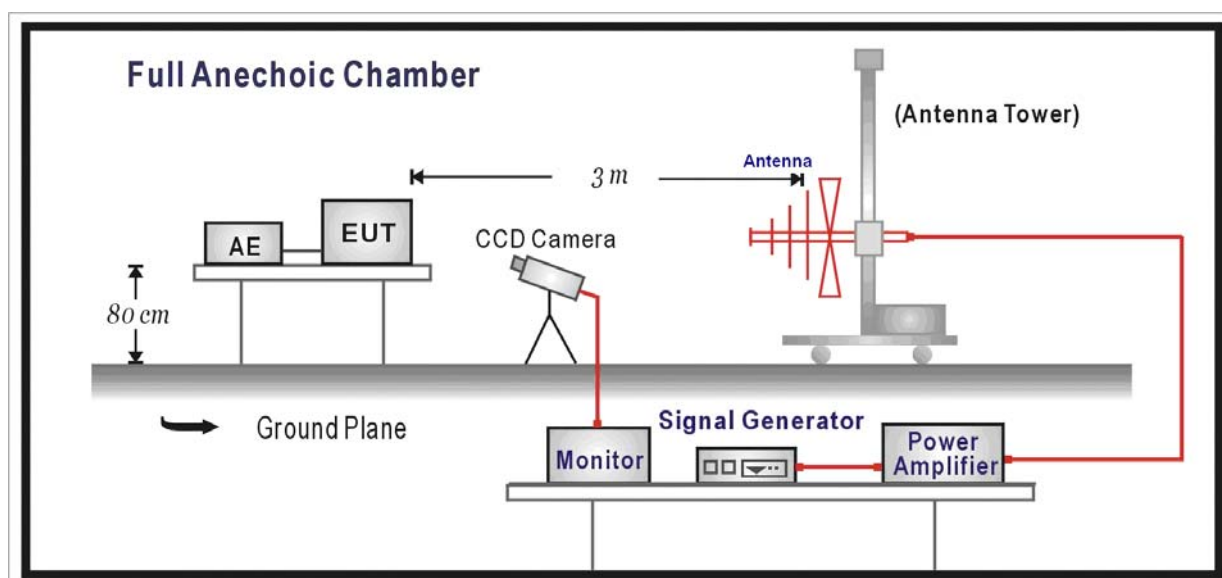 Full Anechoic Chamber
(Antenna Tower)
Antenna
3 m
AE
EUT
CCD Camera
80 cm
Ground Plane
Signal Generator
Monitor
Power
Amplifier